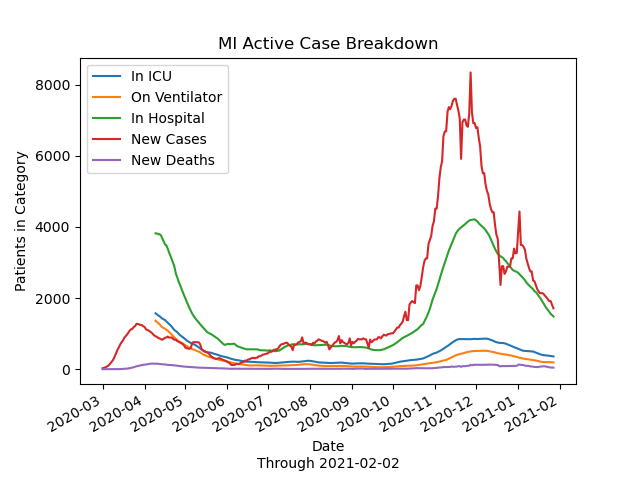 MI Active Case Breakdown
In ICU
On Ventilator
In Hospital
New Cases
New Deaths
Patients in Category
8000
6000
4000
2000
0
2020-03
2020-04
2020-05
2020-06
2020-07
2020-08
2020-09
2020-10
2020-11
2020-12
2021-01
2021-02
Date
Through 2021-02-02